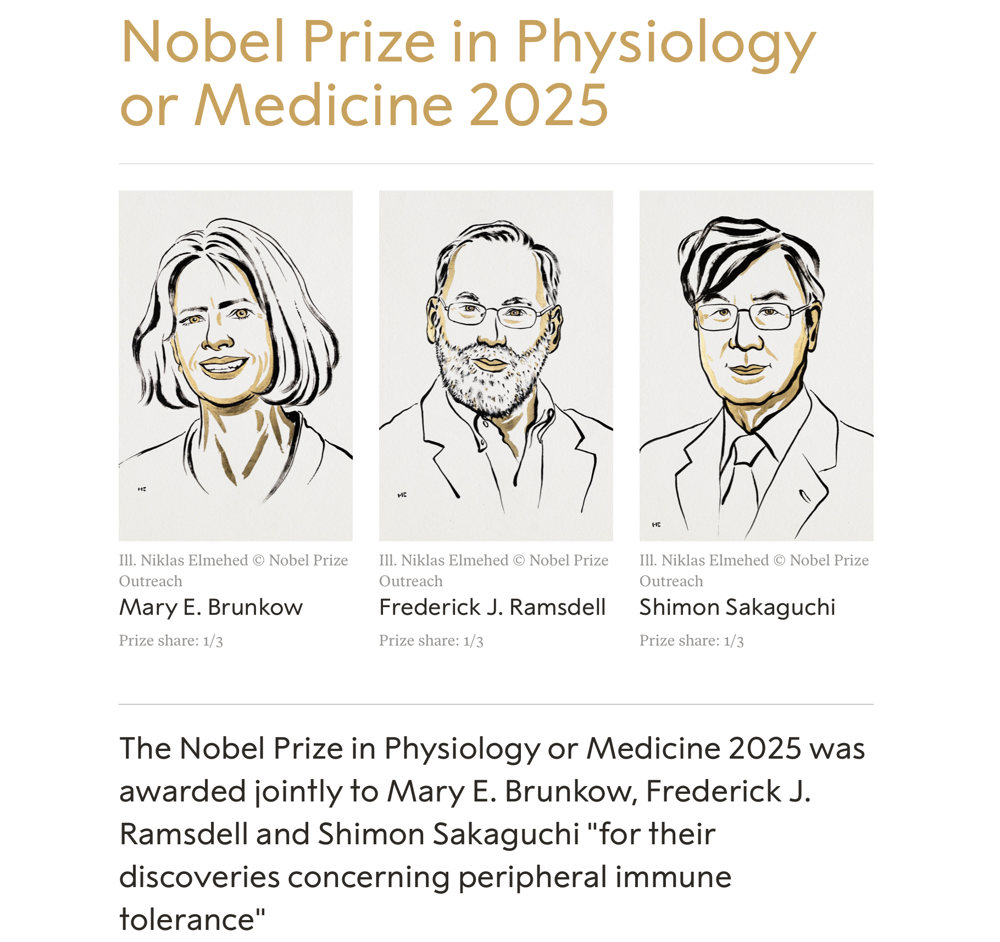 Nobel Prize in Physiology
or Medicine 2025
Ill. Niklas Elmehed © Nobel Prize
Outreach
Mary E. Brunkow
Prize share: 1/3
Ill. Niklas Elmehed © Nobel Prize
Outreach
Frederick J. Ramsdell
Prize share: 1/3
Ill. Niklas Elmehed © Nobel Prize
Outreach
Shimon Sakaguchi
Prize share: 1/3
The Nobel Prize in Physiology or Medicine 2025 was
awarded jointly to Mary E. Brunkow, Frederick J.
Ramsdell and Shimon Sakaguchi "for their
discoveries concerning peripheral immune
tolerance"